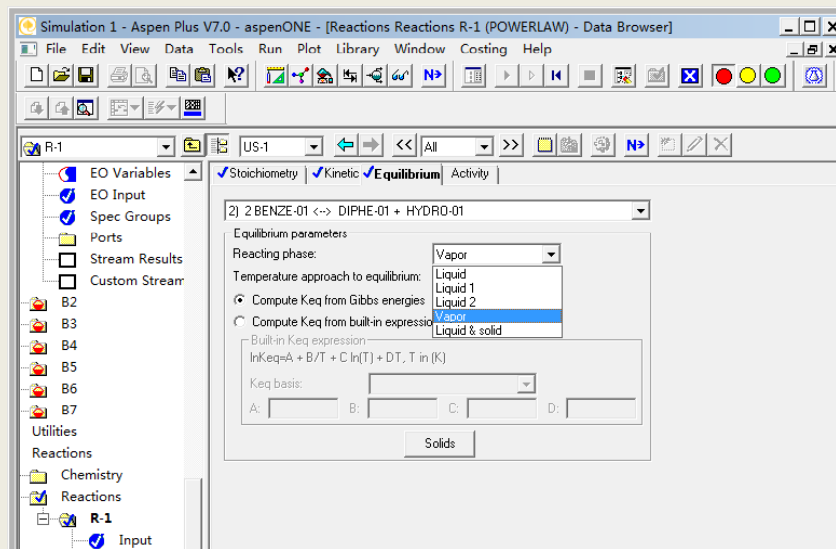 Simulation 1 - Aspen Plus V7.0 - aspenONE - [Reactions Reactions R-1 (POWERLAW) - Data Browser]
File Edit View Data Tools Run Plot Library Window Costing Help
N>
R-1 US-1 << All >> N>
EO Variables
EO Input
Spec Groups
Ports
Stream Results
Custom Stream
B2
B3
B4
B5
B6
B7
Utilities
Reactions
Chemistry
Reactions
R-1
Input
Stoichiometry Kinetic Equilibrium Activity
2) 2 BENZE-01 <--> DIPHE-01 + HYDRO-01
Equilibrium parameters
Reacting phase: Vapor
Liquid
Liquid 1
Liquid 2
Vapor
Liquid & solid
Temperature approach to equilibrium:
Compute Keq from Gibbs energies
Compute Keq from built-in expressio
Built-in Keq expression
lnKeq=A + B/T + C ln(T) + DT, T in (K)
Keq basis:
A: B: C: D:
Solids